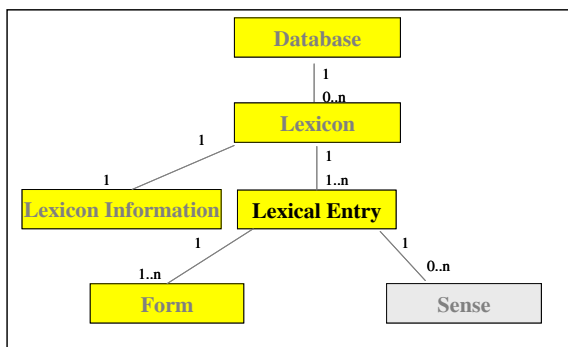 Database
1
0..n
Lexicon
1
1
1
1..n
Lexicon Information
Lexical Entry
1
1
1..n
0..n
Form
Sense